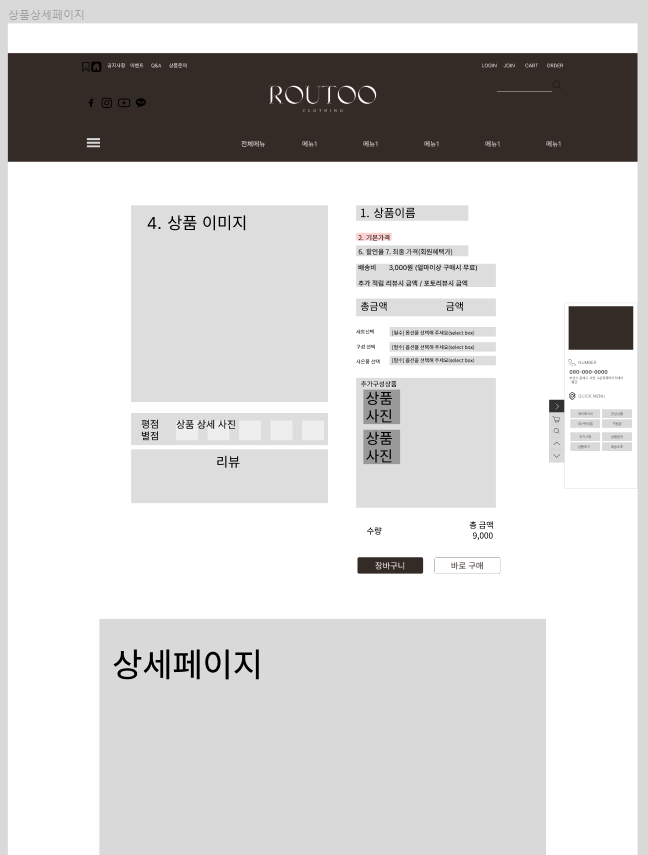 상품상세페이지
공지사항 이벤트 Q&A 상품문의
LOGIN JOIN CART ORDER
ROUTOO
CLOTHING
전체메뉴 메뉴1 메뉴1 메뉴1 메뉴1 메뉴1
4. 상품 이미지
평점
별점
상품 상세 사진
리뷰
1. 상품이름
2. 기본가격
6. 할인율 7. 최종 가격(회원혜택가)
배송비 3,000원 (얼마이상 구매시 무료)
추가 적립 리뷰시 금액 / 포토리뷰시 금액
총금액 금액
세트선택 [필수] 옵션을 선택해 주세요(select box)
구성 선택 [필수] 옵션을 선택해 주세요(select box)
사은품 선택 [필수] 옵션을 선택해 주세요(select box)
추가구성상품
상품
사진
상품
사진
수량
총 금액
9,000
장바구니 바로 구매
NUMBER
080-000-0000
QUICK MENU
상세페이지